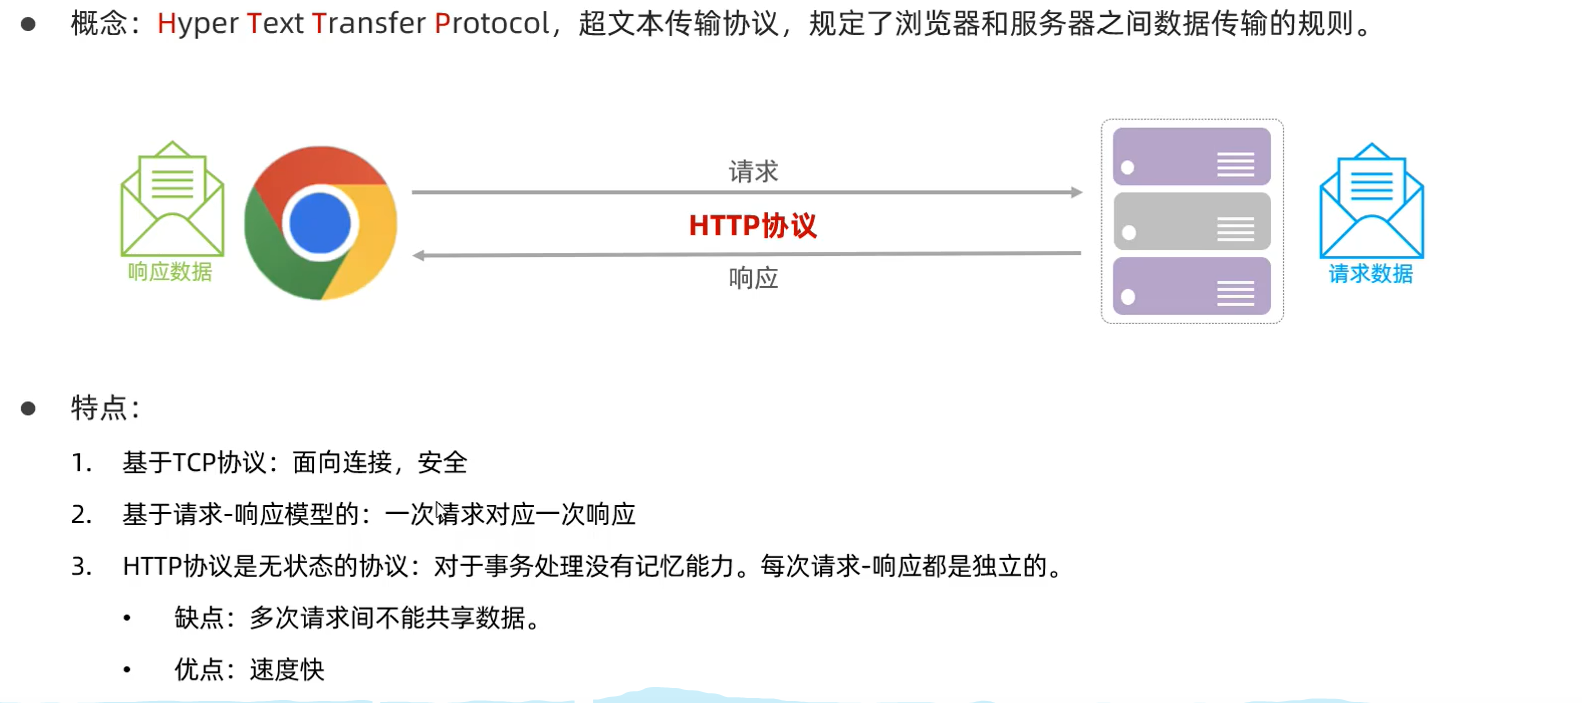 概念：Hyper Text Transfer Protocol，超文本传输协议，规定了浏览器和服务器之间数据传输的规则。
请求
HTTP协议
响应
响应数据
请求数据
特点：
1. 基于TCP协议：面向连接，安全
2. 基于请求-响应模型的：一次请求对应一次响应
3. HTTP协议是无状态的协议：对于事务处理没有记忆能力。每次请求-响应都是独立的。
• 缺点：多次请求间不能共享数据。
• 优点：速度快